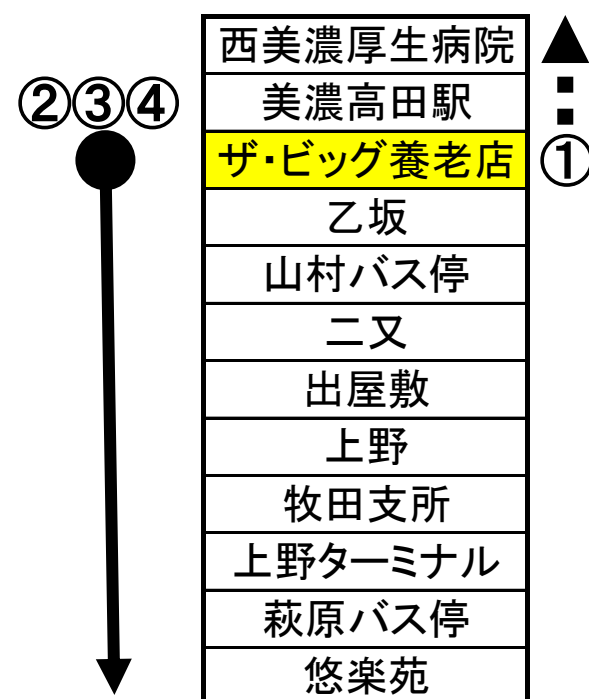 西美濃厚生病院
②③④
美濃高田駅
ザ・ビッグ養老店
①
乙坂
山村バス停
二又
出屋敷
上野
牧田支所
上野ターミナル
萩原バス停
悠楽苑